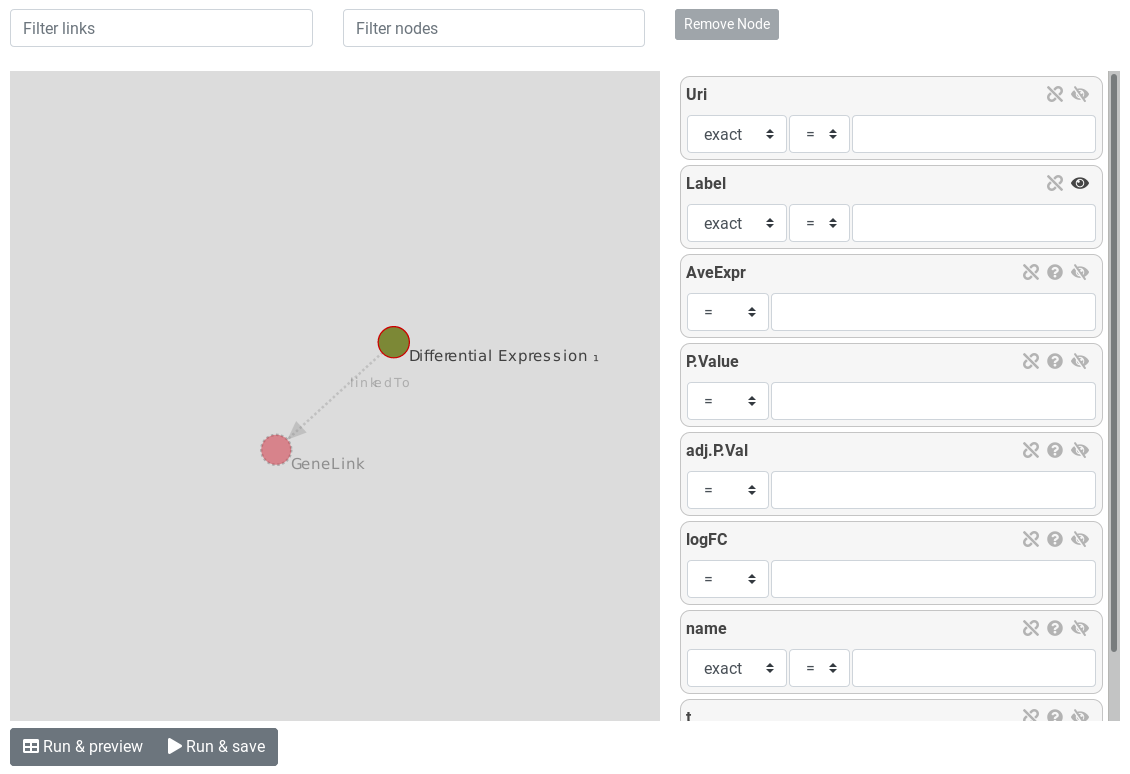 Filter links
Filter nodes
Remove Node
Differential Expression ₁
linkedTo
GeneLink
Uri
exact
=
Label
exact
=
AveExpr
=
P.Value
=
adj.P.Val
=
logFC
=
name
exact
=
t
Run & preview
Run & save